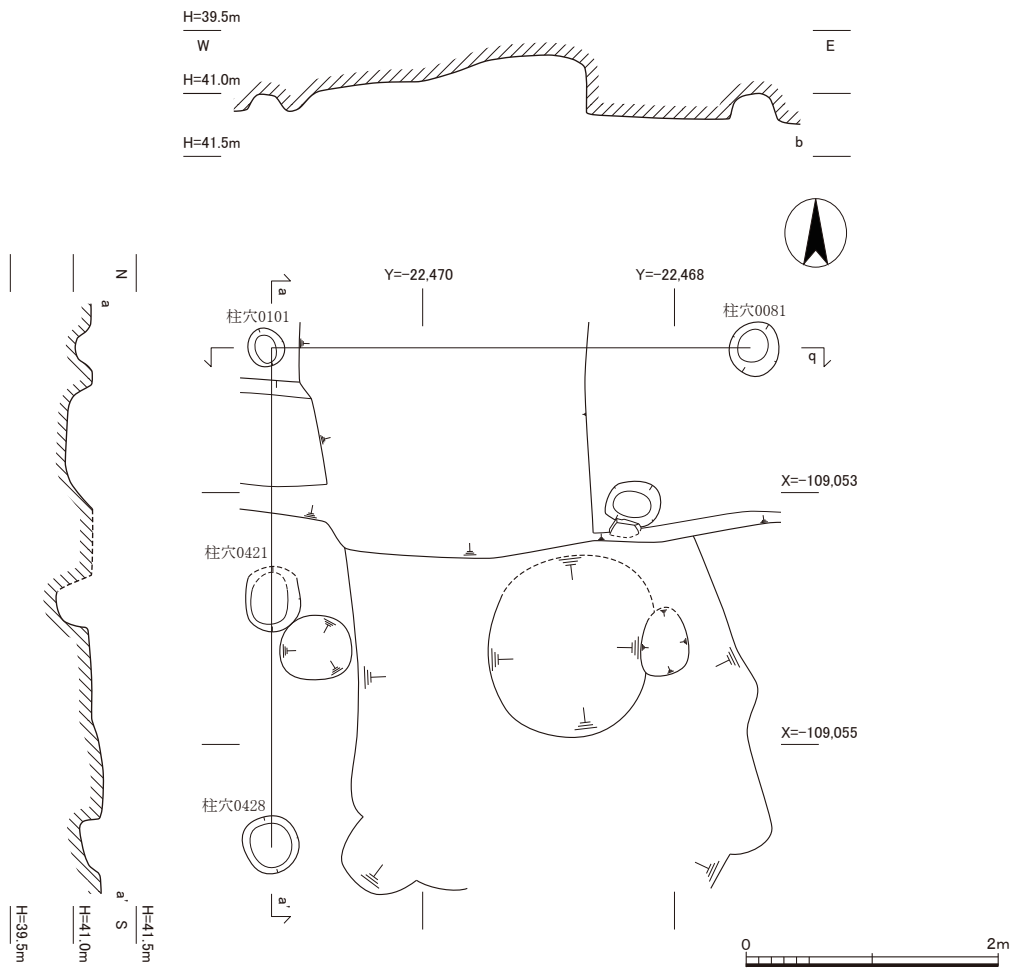 H=39.5m
W
E
H=41.0m
H=41.5m
b
N
a
Y=-22,470
Y=-22,468
a
柱穴0101
柱穴0081
b
X=-109,053
柱穴0421
X=-109,055
柱穴0428
a'
S
a'
H=39.5m
H=41.0m
H=41.5m
0
2m